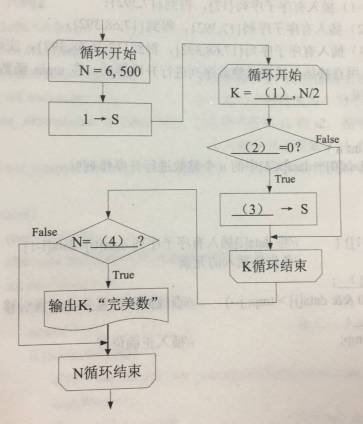 循环开始
N = 6, 500
1 → S
循环开始
K = （1）, N/2
（2） =0?
False
True
（3） → S
K循环结束
False
N= （4） ?
True
输出K, “完美数”
N循环结束